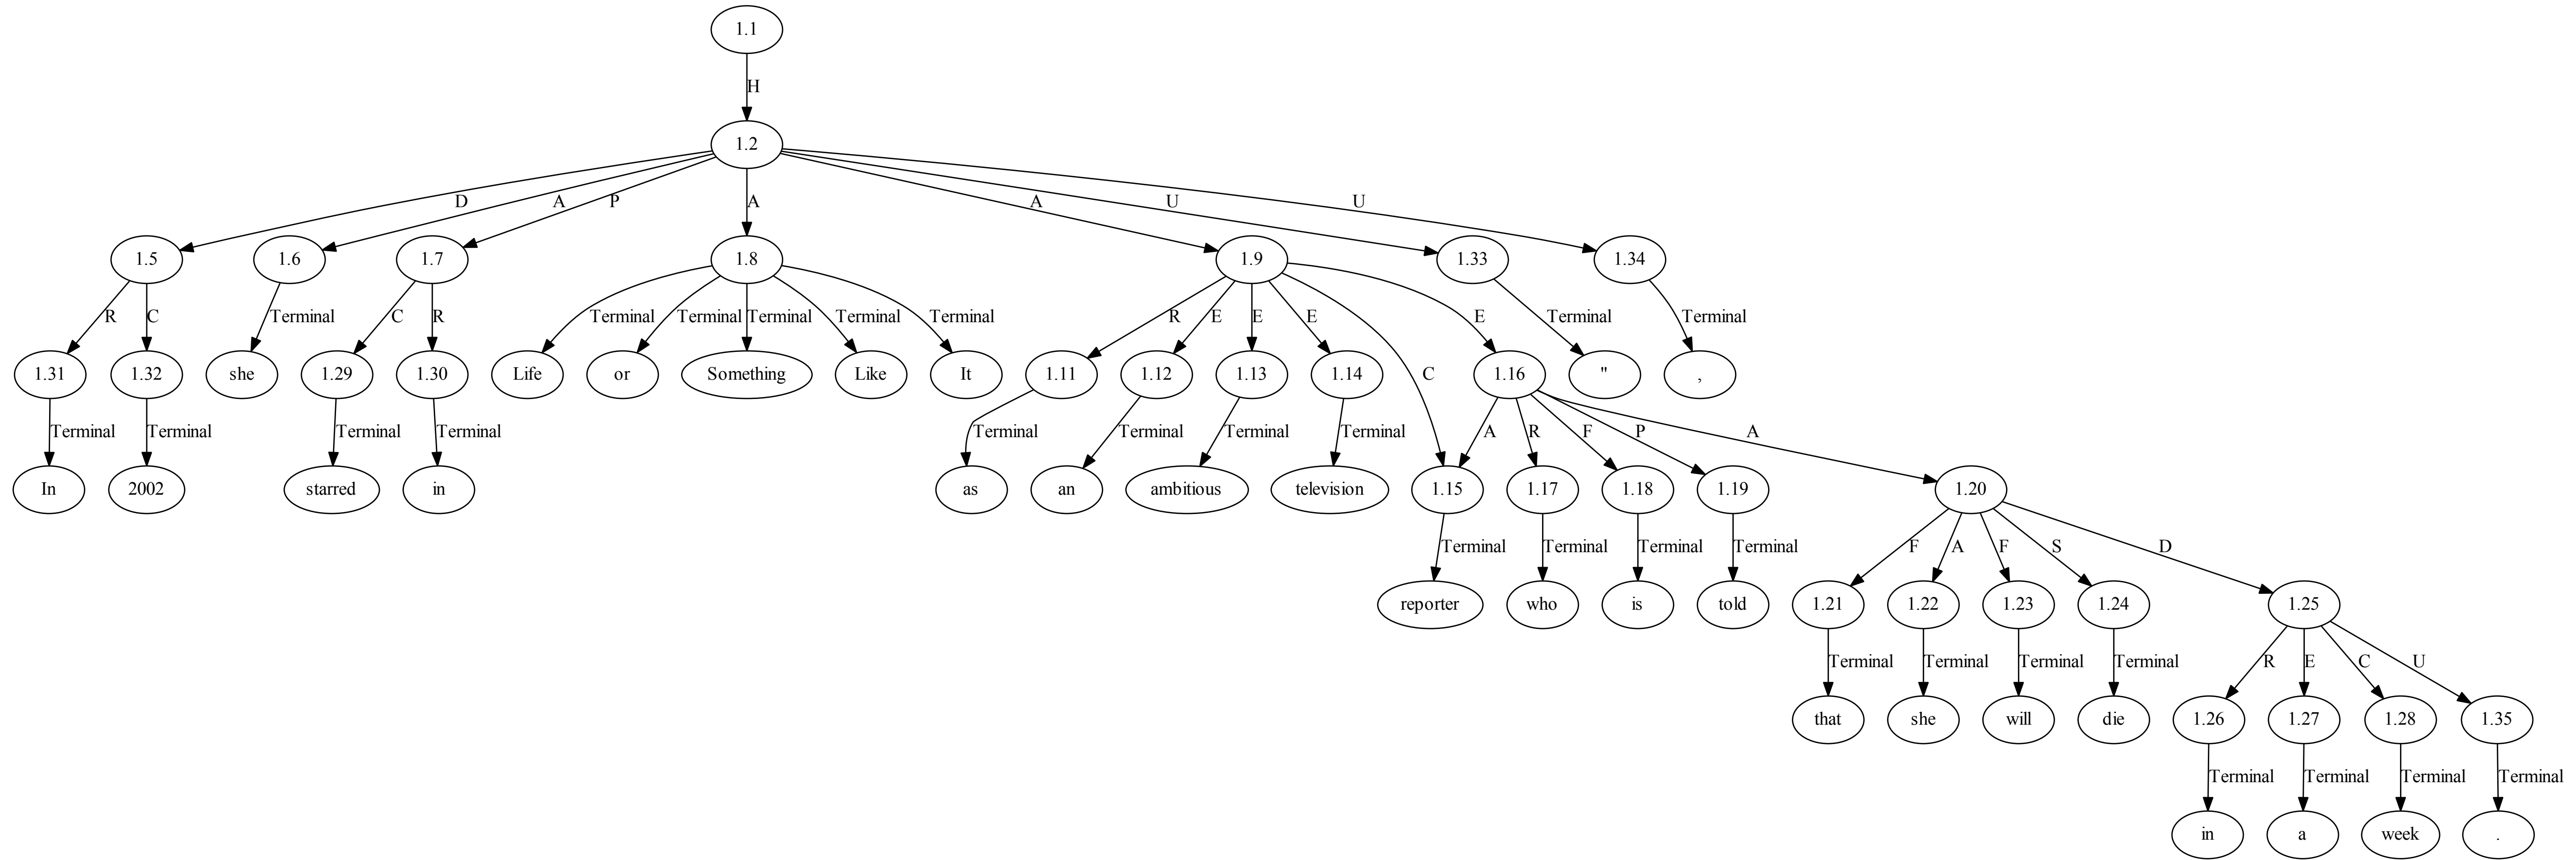 1.1
H
1.2
D A P A A U U
1.5 1.6 1.7 1.8 1.9 1.33 1.34
R C Terminal C R Terminal Terminal Terminal Terminal Terminal R E E E C E Terminal Terminal
1.31 1.32 she 1.29 1.30 Life or Something Like It 1.11 1.12 1.13 1.14 1.16 " ,
Terminal Terminal Terminal Terminal Terminal Terminal Terminal Terminal A R F P A
In 2002 starred in as an ambitious television 1.15 1.17 1.18 1.19 1.20
Terminal Terminal Terminal Terminal F A F S D
reporter who is told 1.21 1.22 1.23 1.24 1.25
Terminal Terminal Terminal Terminal R E C U
that she will die 1.26 1.27 1.28 1.35
Terminal Terminal Terminal Terminal
in a week .